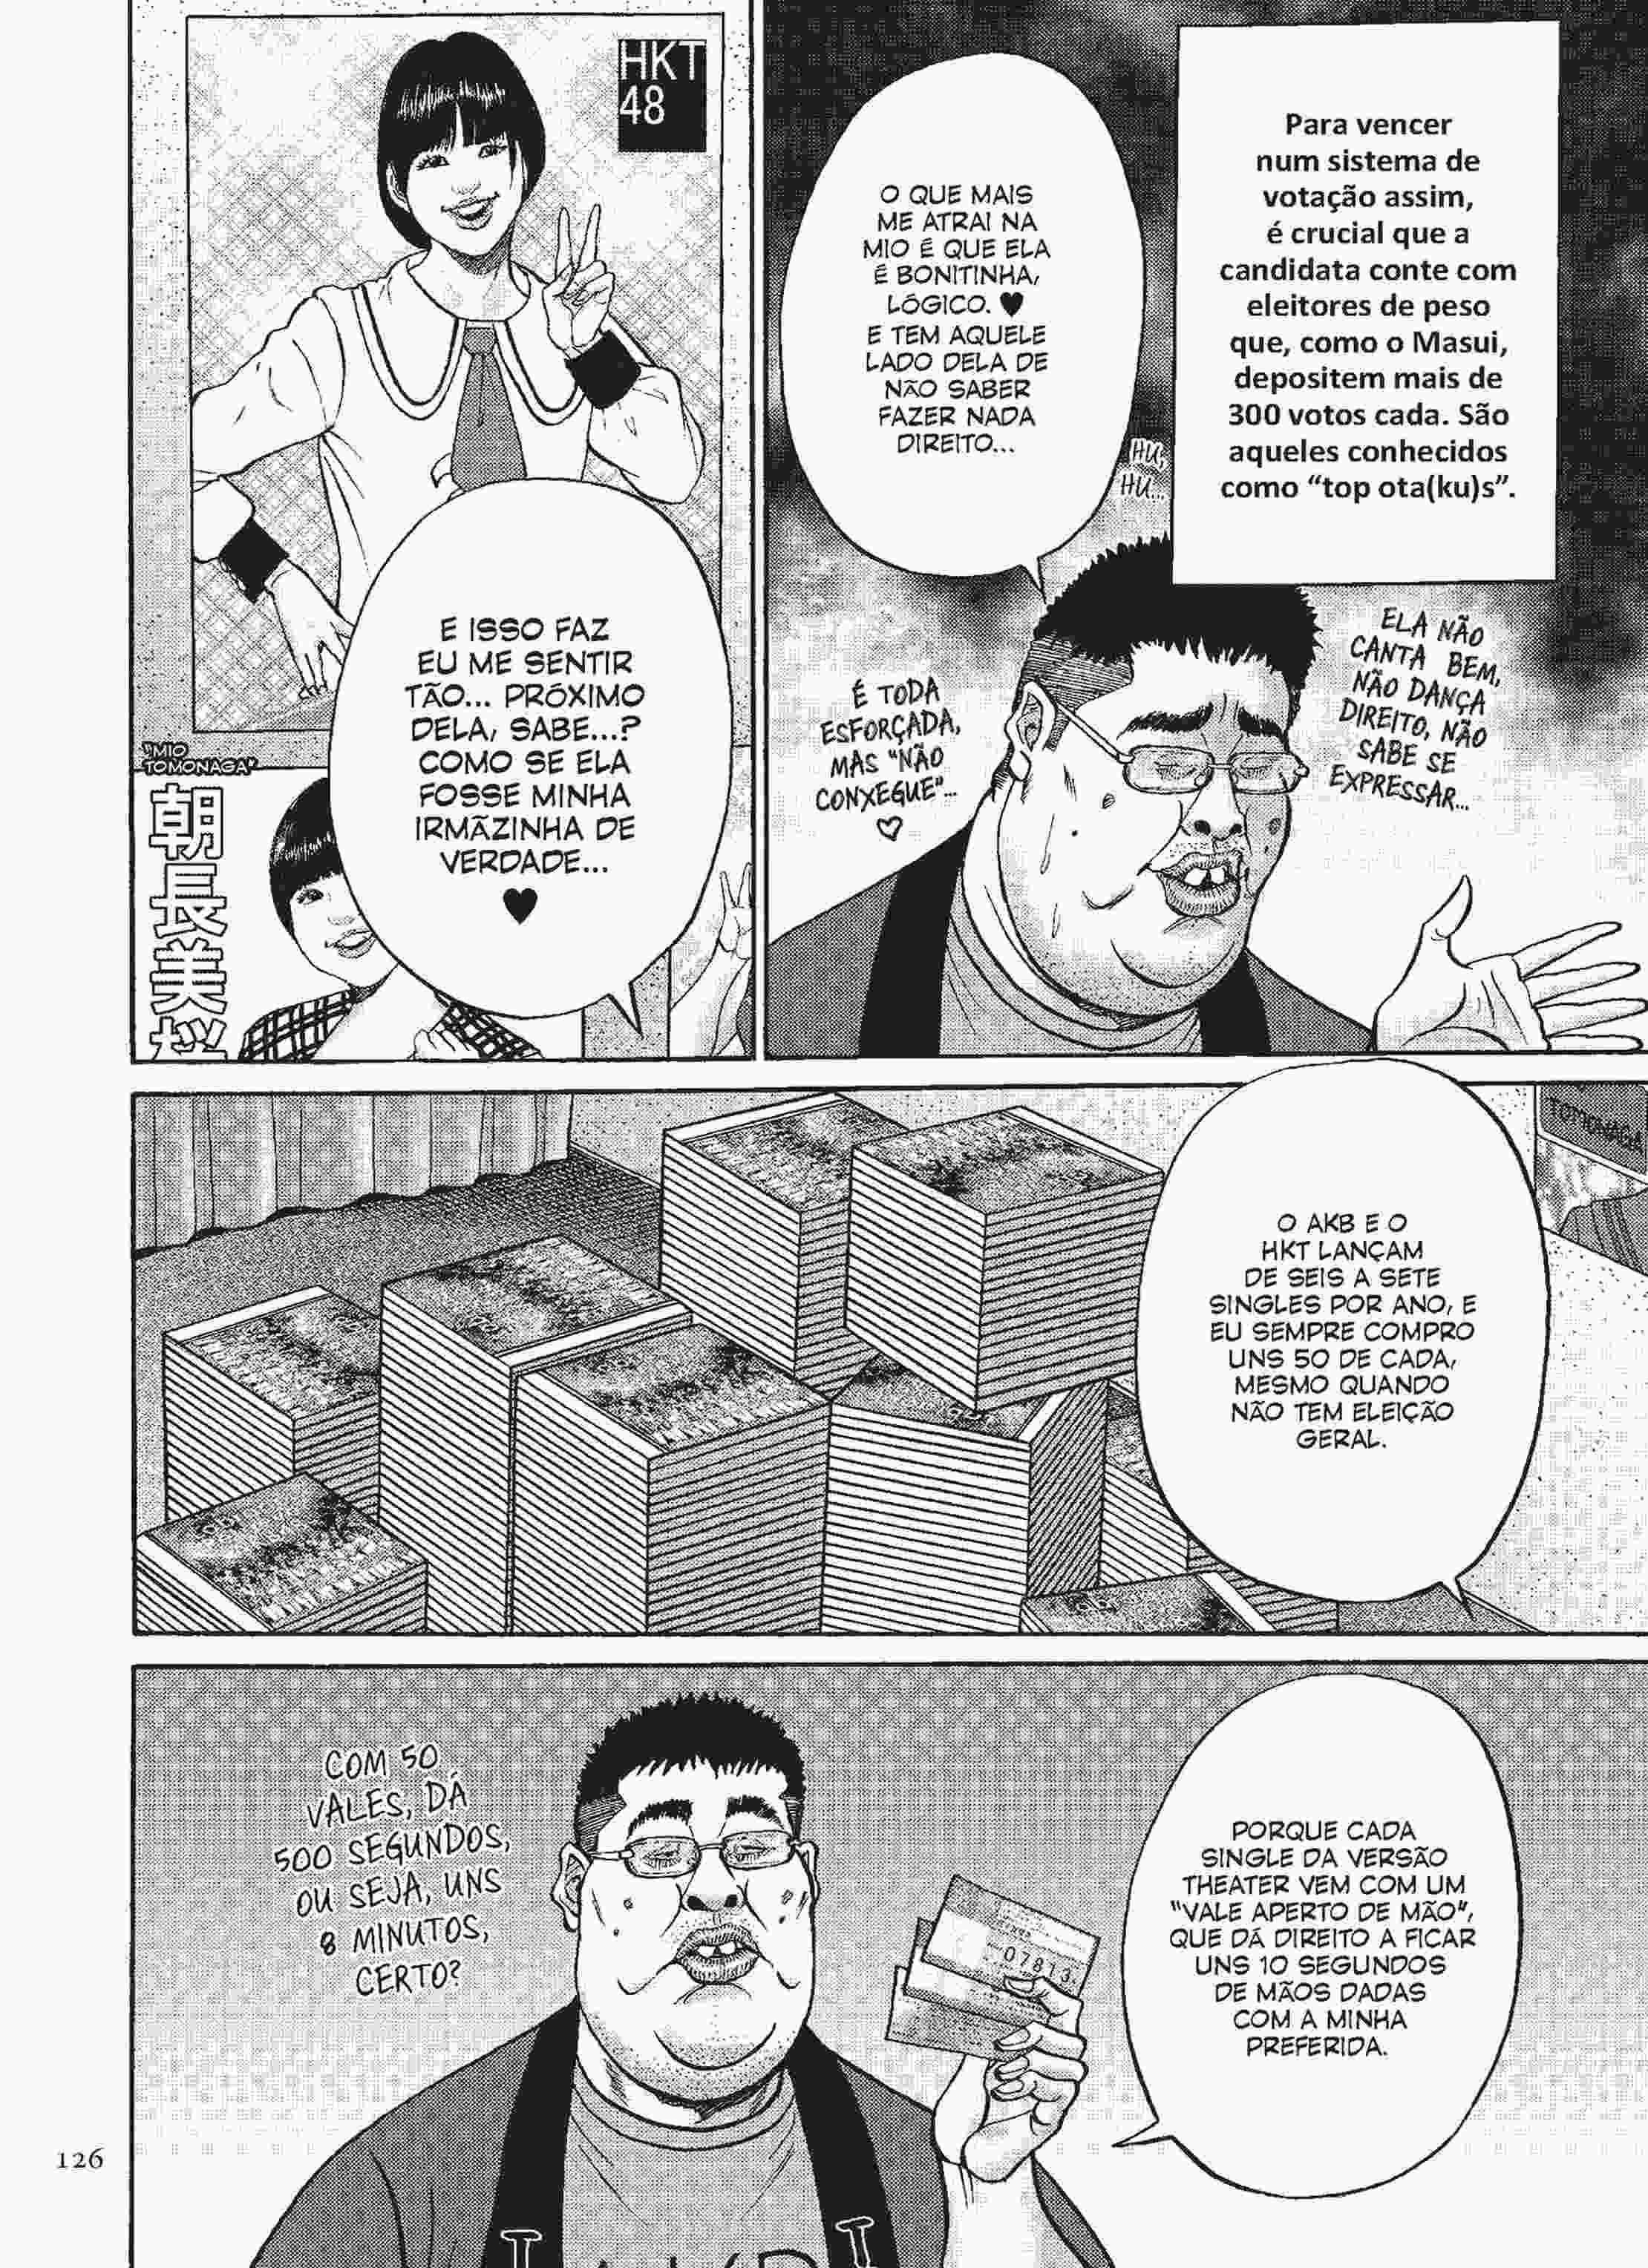 Para vencer
num sistema de
votação assim,
é crucial que a
candidata conte com
eleitores de peso
que, como o Masui,
depositem mais de
300 votos cada. São
aqueles conhecidos
como “top ota(ku)s”.
O QUE MAIS
ME ATRAI NA
MIO É QUE ELA
É BONITINHA,
LÓGICO. ♥
E TEM AQUELE
LADO DELA DE
NÃO SABER
FAZER NADA
DIREITO...
HU,
HU...
ELA NÃO
CANTA BEM,
NÃO DANÇA
DIREITO, NÃO
SABE SE
EXPRESSAR...
É TODA
ESFORÇADA,
MAS “NÃO
CONXEGUE”...
♡
HKT
48
E ISSO FAZ
EU ME SENTIR
TÃO... PRÓXIMO
DELA, SABE...?
COMO SE ELA
FOSSE MINHA
IRMÃZINHA DE
VERDADE...
♥
“MIO
TOMONAGA”
朝長美桜
TOMONAGA
O AKB E O
HKT LANÇAM
DE SEIS A SETE
SINGLES POR ANO, E
EU SEMPRE COMPRO
UNS 50 DE CADA,
MESMO QUANDO
NÃO TEM ELEIÇÃO
GERAL.
PORQUE CADA
SINGLE DA VERSÃO
THEATER VEM COM UM
“VALE APERTO DE MÃO”,
QUE DÁ DIREITO A FICAR
UNS 10 SEGUNDOS
DE MÃOS DADAS
COM A MINHA
PREFERIDA.
07813
COM 50
VALES, DÁ
500 SEGUNDOS,
OU SEJA, UNS
8 MINUTOS,
CERTO?
126